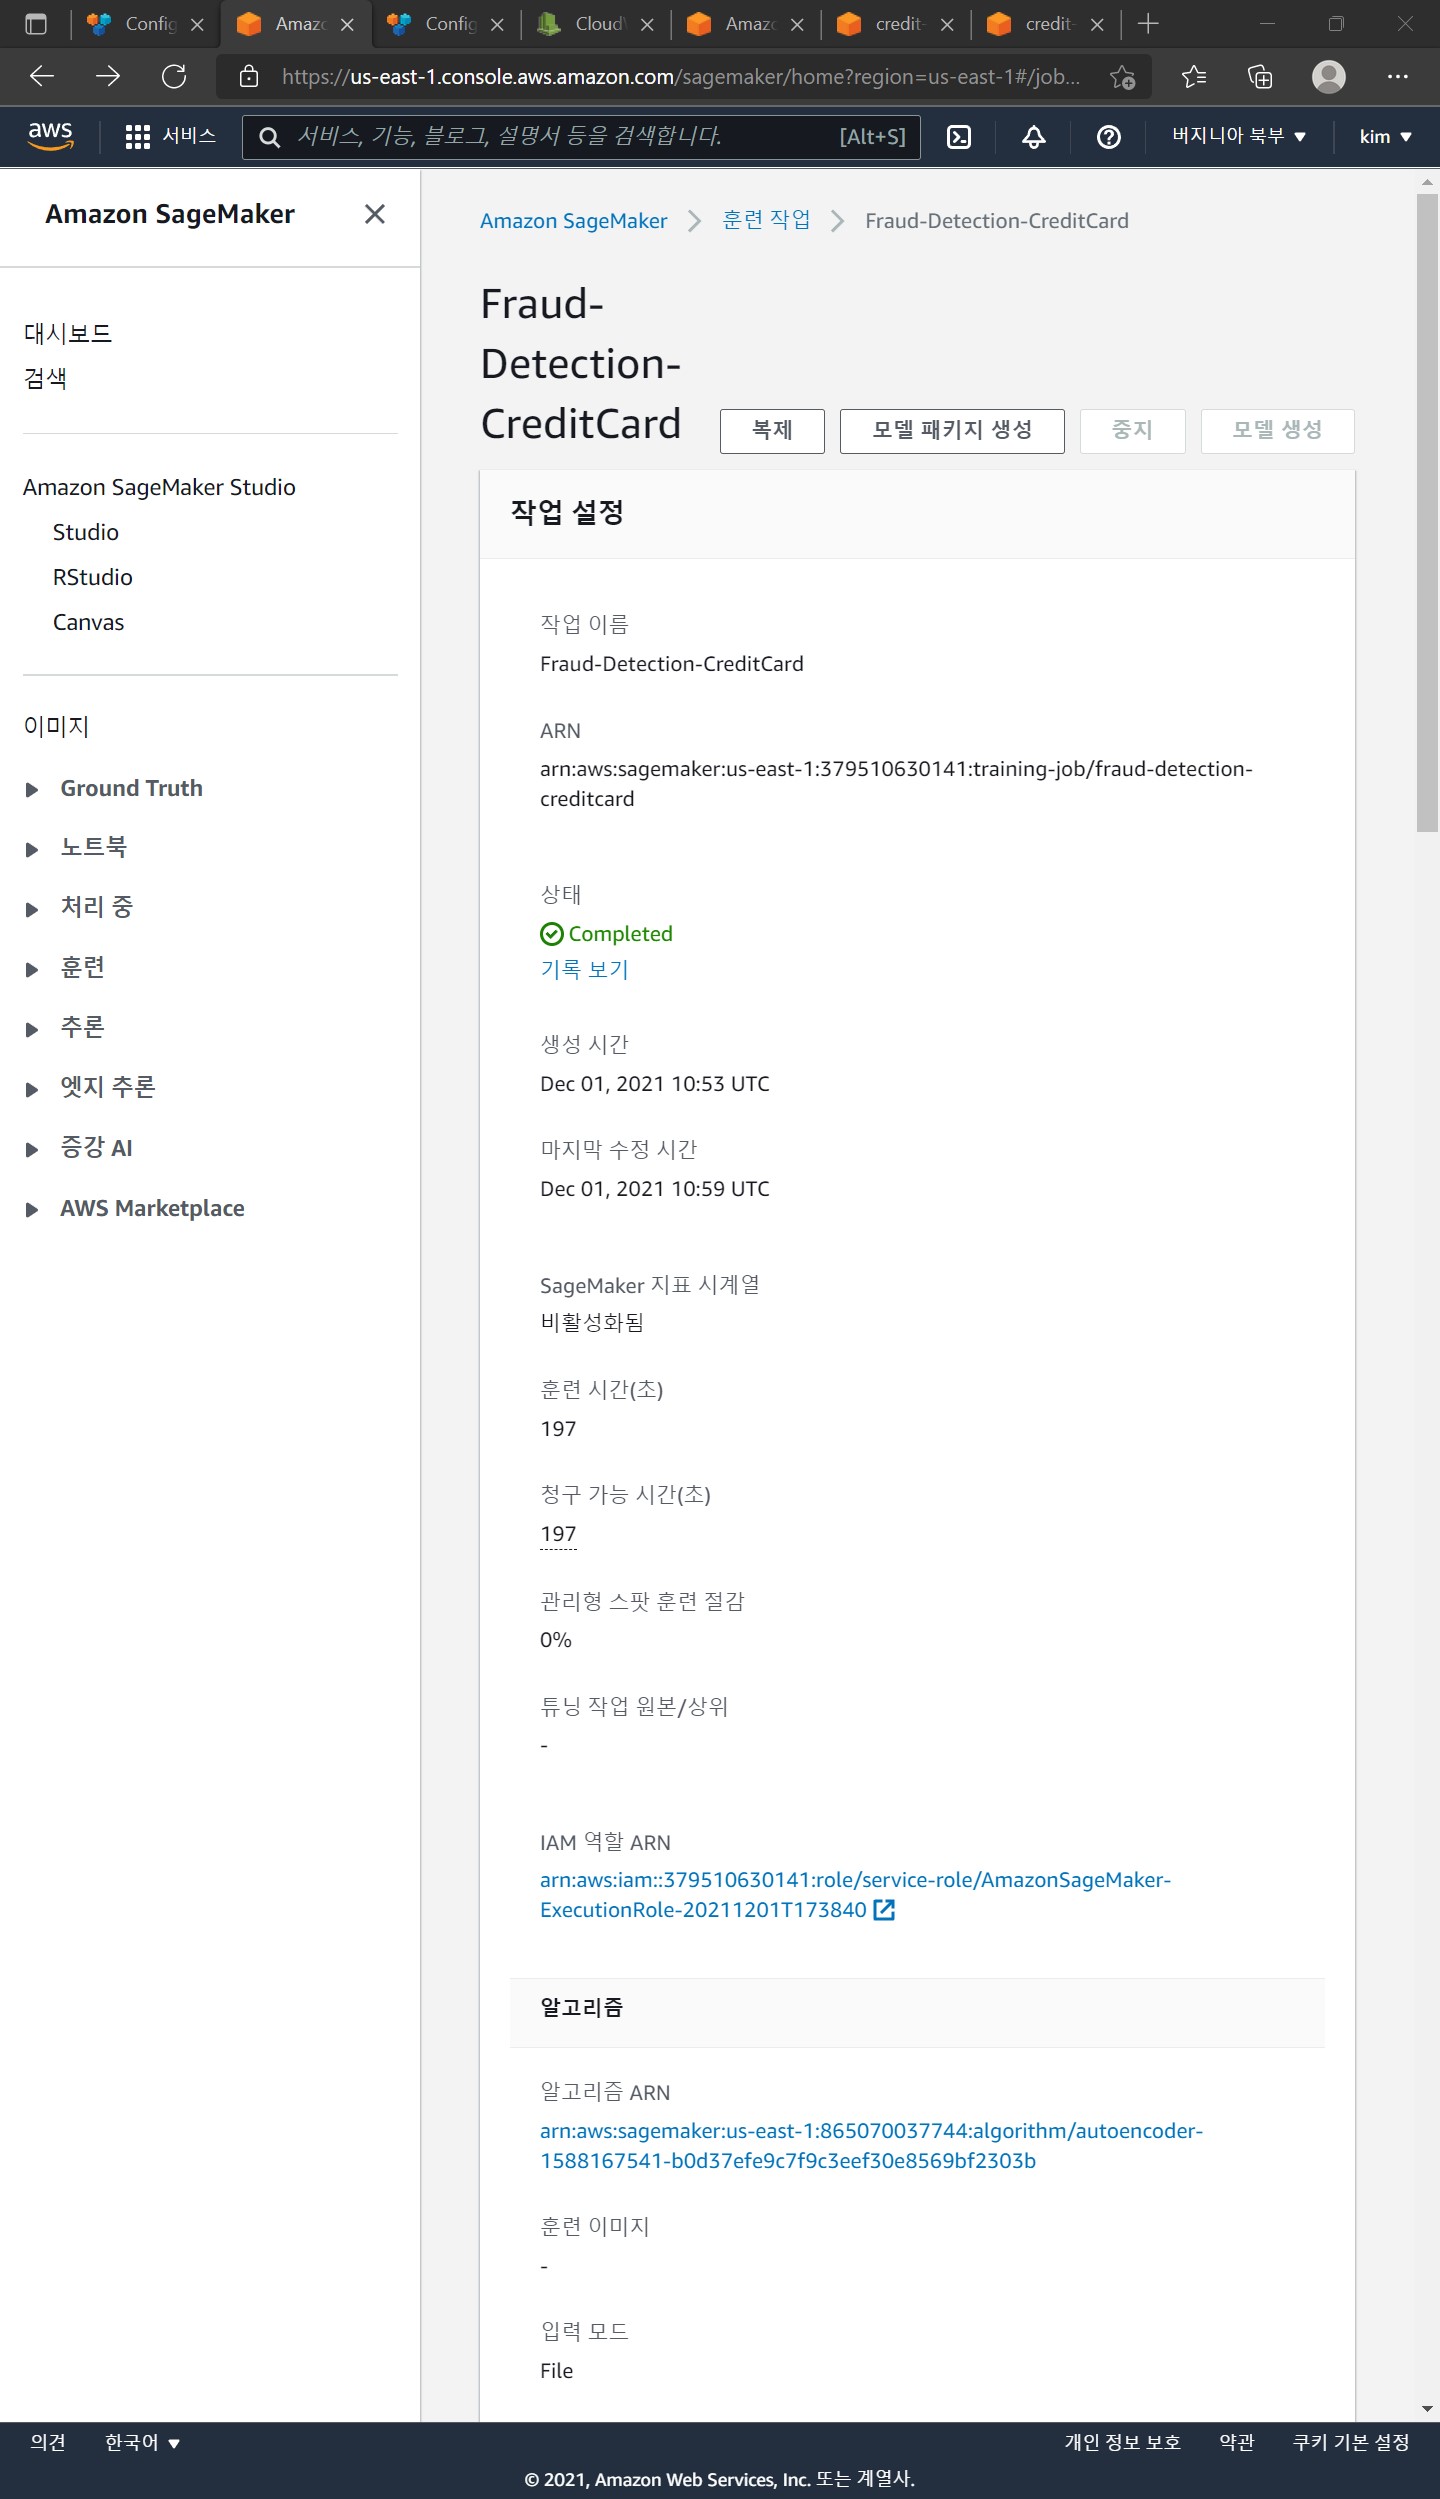 Config
Amaz
Config
Cloud
Amaz
credit-
credit-
https://us-east-1.console.aws.amazon.com/sagemaker/home?region=us-east-1#/job...
aws
서비스
서비스, 기능, 블로그, 설명서 등을 검색합니다.
[Alt+S]
버지니아 북부 ▼
kim ▼
Amazon SageMaker
대시보드
검색
Amazon SageMaker Studio
Studio
RStudio
Canvas
이미지
Ground Truth
노트북
처리 중
훈련
추론
엣지 추론
증강 AI
AWS Marketplace
Amazon SageMaker > 훈련 작업 > Fraud-Detection-CreditCard
Fraud-
Detection-
CreditCard
복제
모델 패키지 생성
중지
모델 생성
작업 설정
작업 이름
Fraud-Detection-CreditCard
ARN
arn:aws:sagemaker:us-east-1:379510630141:training-job/fraud-detection-
creditcard
상태
Completed
기록 보기
생성 시간
Dec 01, 2021 10:53 UTC
마지막 수정 시간
Dec 01, 2021 10:59 UTC
SageMaker 지표 시계열
비활성화됨
훈련 시간(초)
197
청구 가능 시간(초)
197
관리형 스팟 훈련 절감
0%
튜닝 작업 원본/상위
-
IAM 역할 ARN
arn:aws:iam::379510630141:role/service-role/AmazonSageMaker-
ExecutionRole-20211201T173840
알고리즘
알고리즘 ARN
arn:aws:sagemaker:us-east-1:865070037744:algorithm/autoencoder-
1588167541-b0d37efe9c7f9c3eef30e8569bf2303b
훈련 이미지
-
입력 모드
File
의견
한국어 ▼
개인 정보 보호
약관
쿠키 기본 설정
© 2021, Amazon Web Services, Inc. 또는 계열사.